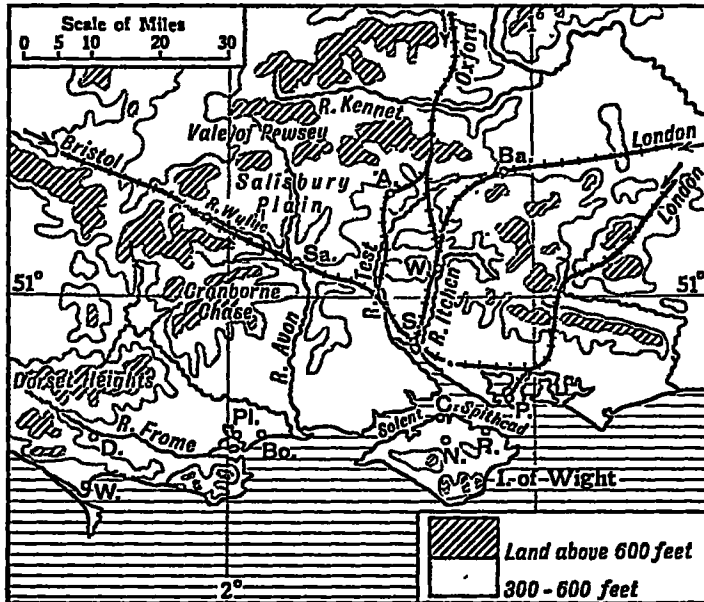 Scale of Miles
0 5 10 20 30
1°
Oxford
R. Kennet
Vale of Pewsey
Bristol
London
Ba.
A.
Salisbury
Plain
London
R. Wylie
Sa.
R. Test
W.
R. Itchen
51°
51°
Cranborne
Chase
S.
R. Avon
Dorset Heights
C.
Spithead
P.
Solent
Pl.
R. Frome
Bo.
R.
N.
D.
I. of Wight
W.
Land above 600 feet
2°
300-600 feet